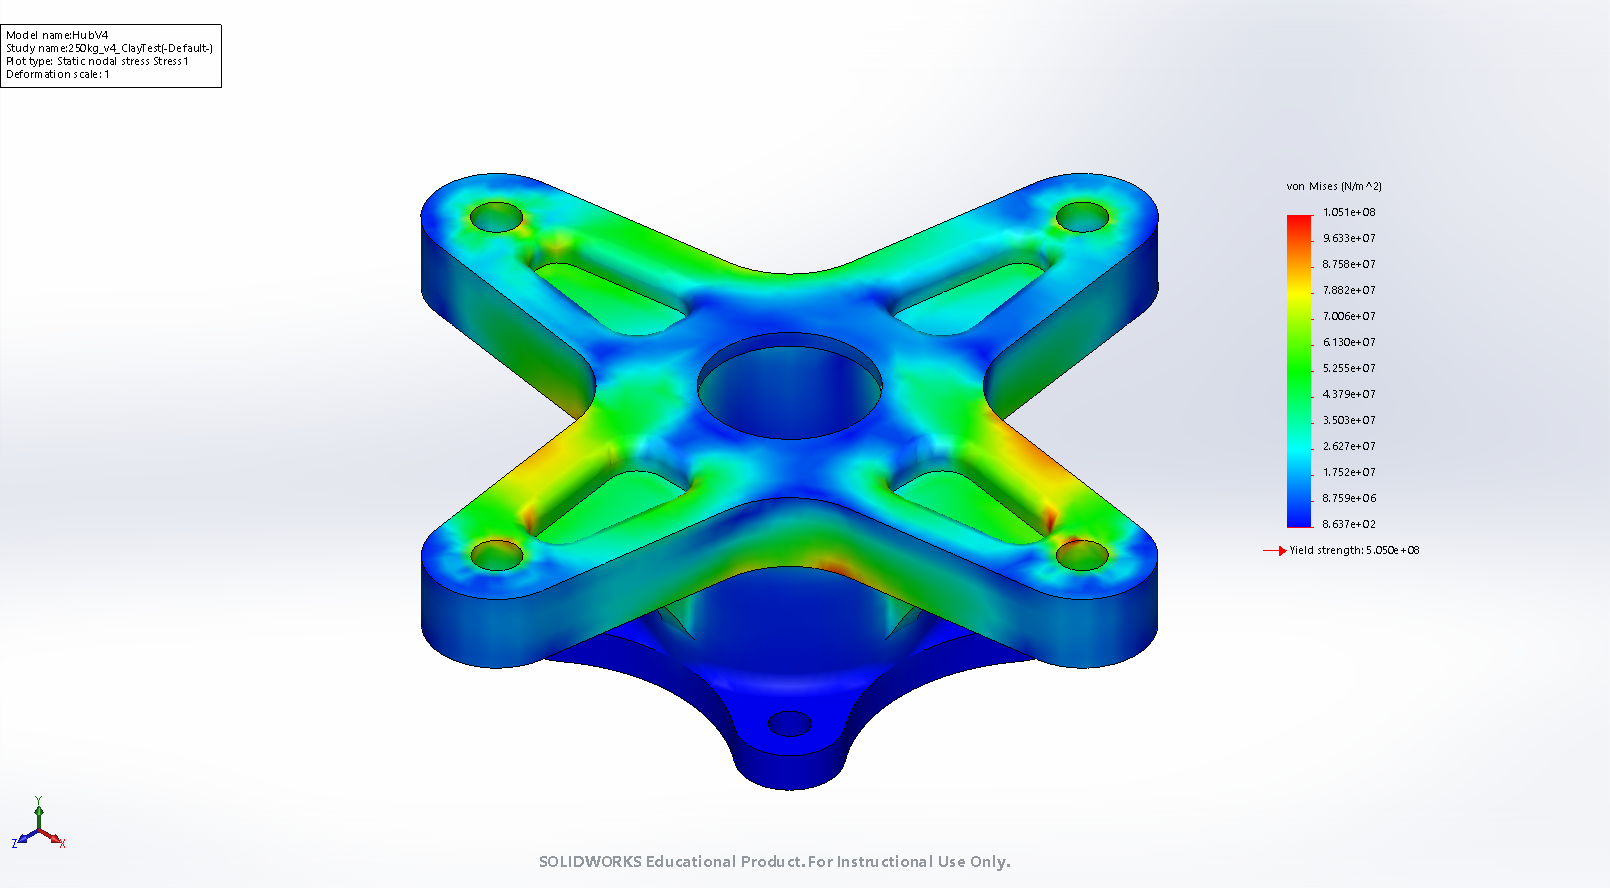 Model name:HubV4
Study name:250kg_v4_ClayTest(-Default-)
Plot type: Static nodal stress Stress1
Deformation scale: 1
von Mises (N/m^2)
1.051e+08
9.633e+07
8.758e+07
7.882e+07
7.006e+07
6.130e+07
5.255e+07
4.379e+07
3.503e+07
2.627e+07
1.752e+07
8.759e+06
8.637e+02
Yield strength: 5.050e+08
Y
Z
X
SOLIDWORKS Educational Product. For Instructional Use Only.